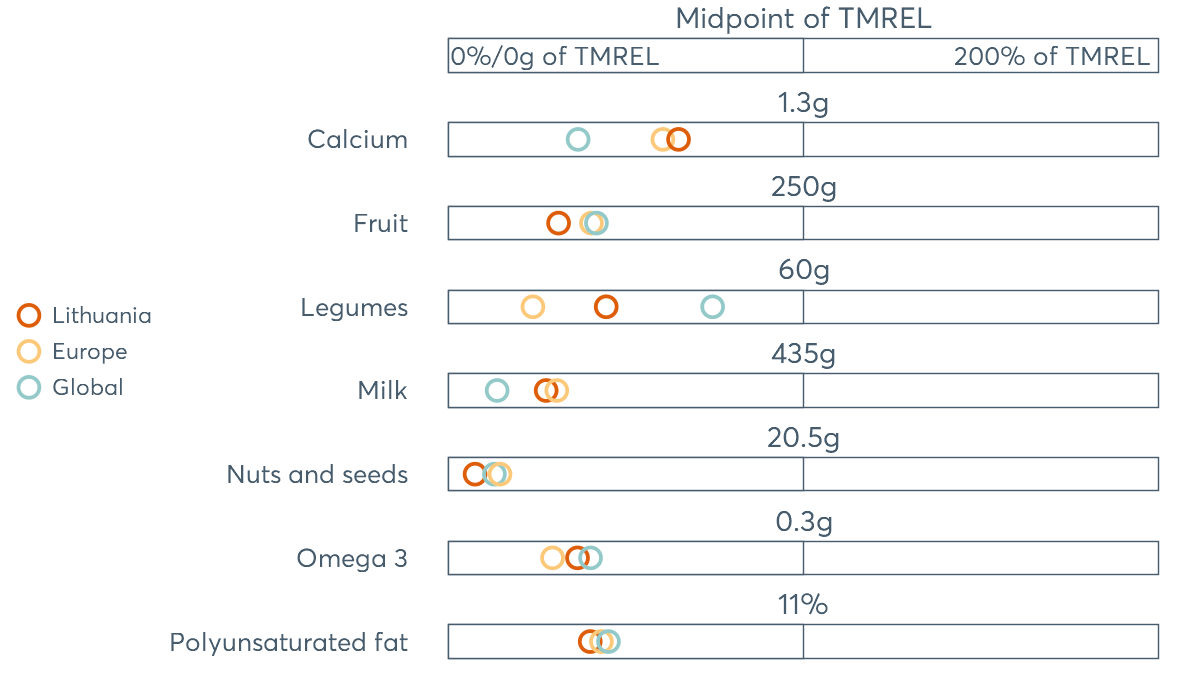 Midpoint of TMREL
0%/0g of TMREL 200% of TMREL
1.3g
Calcium
250g
Fruit
60g
Legumes
435g
Milk
20.5g
Nuts and seeds
0.3g
Omega 3
11%
Polyunsaturated fat
Lithuania
Europe
Global